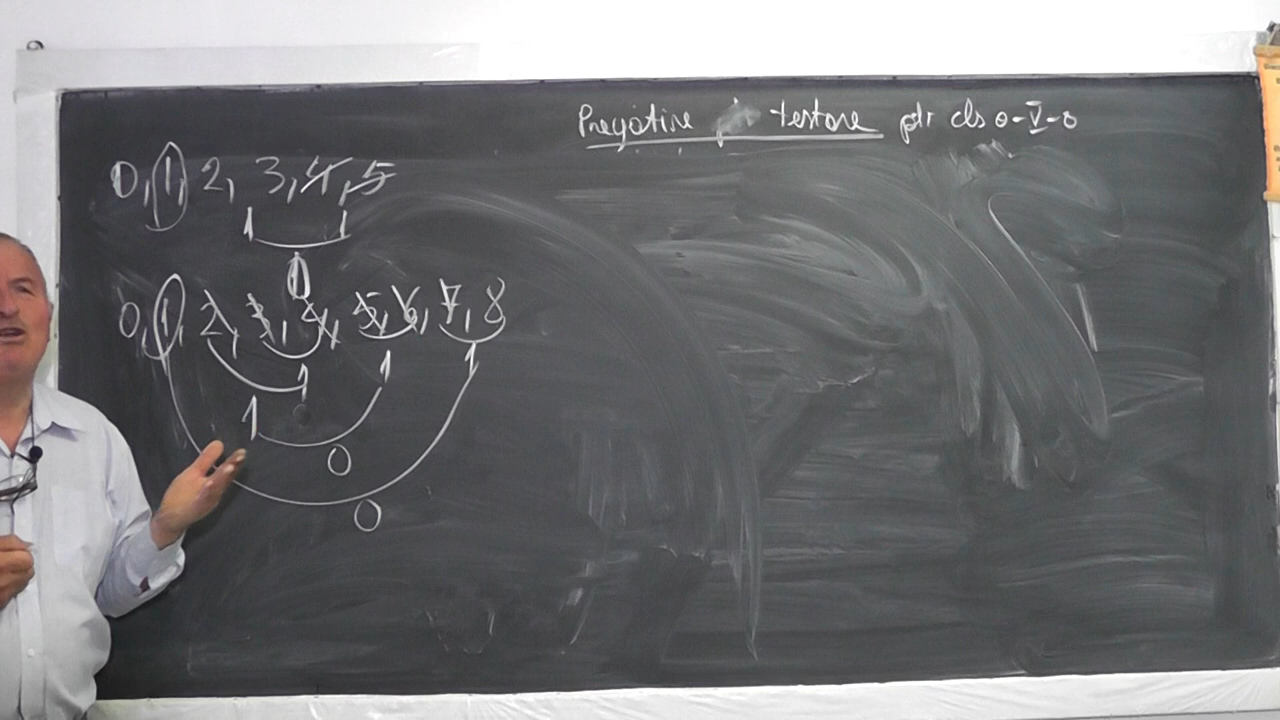 Pregătire testare ptr cls a-V-a
0, 1, 2, 3, 4, 5
1 1
0
0, 1, 2, 3, 4, 5, 6, 7, 8
1 1 1
1
0
0